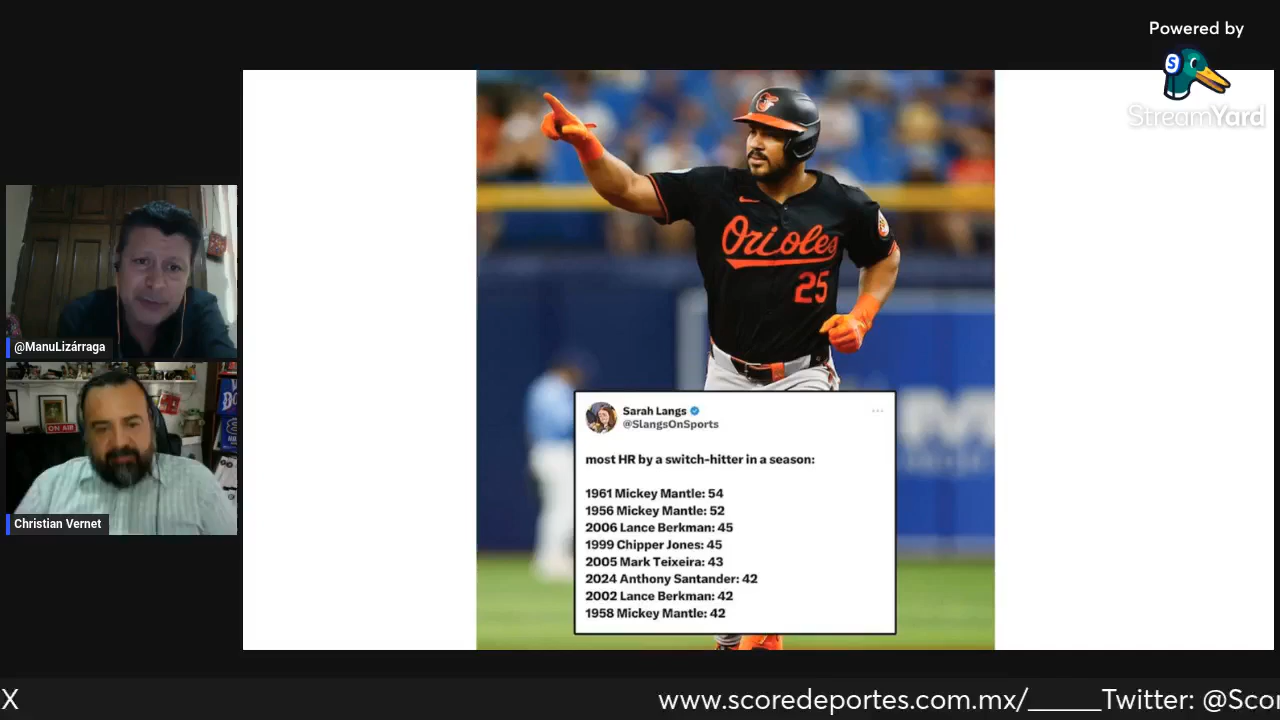 Powered by
S
StreamYard
@ManuLizárraga
ON AIR
Christian Vernet
Orioles
25
Sarah Langs
@SlangsOnSports
most HR by a switch-hitter in a season:
1961 Mickey Mantle: 54
1956 Mickey Mantle: 52
2006 Lance Berkman: 45
1999 Chipper Jones: 45
2005 Mark Teixeira: 43
2024 Anthony Santander: 42
2002 Lance Berkman: 42
1958 Mickey Mantle: 42
X www.scoredeportes.com.mx/_____Twitter: @Scor